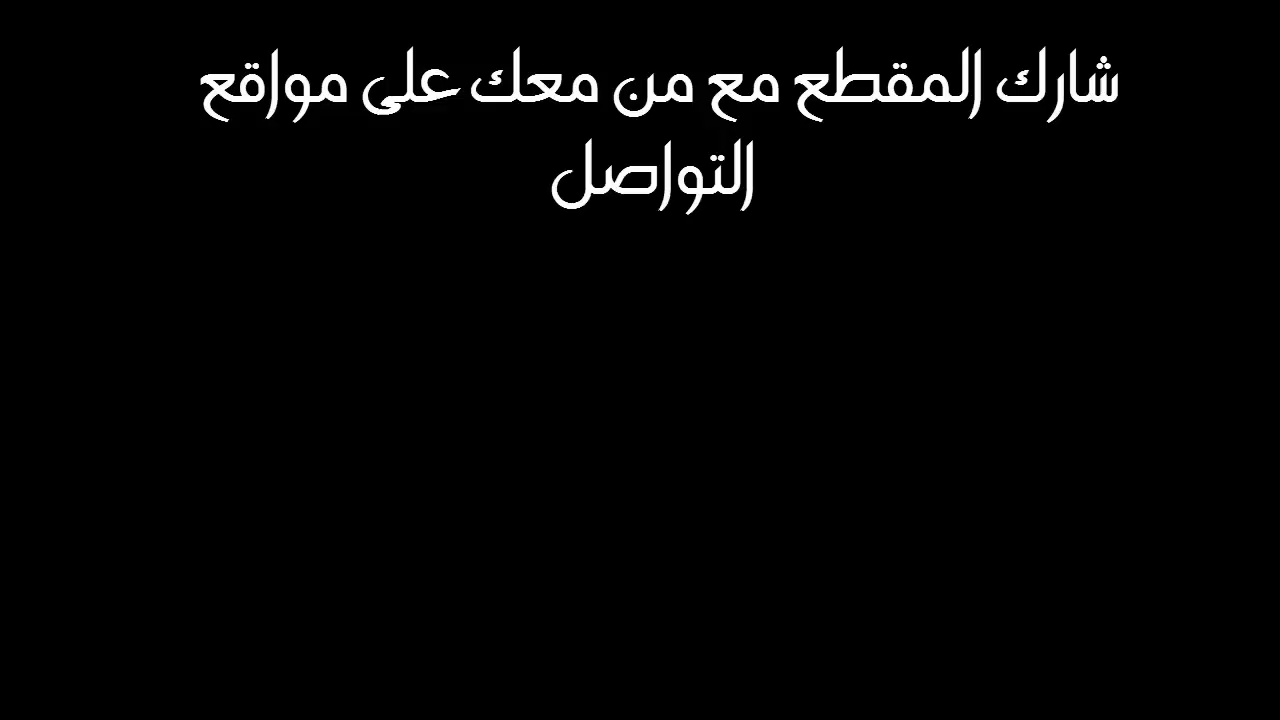 شارك المقطع مع من معك على مواقع
التواصل